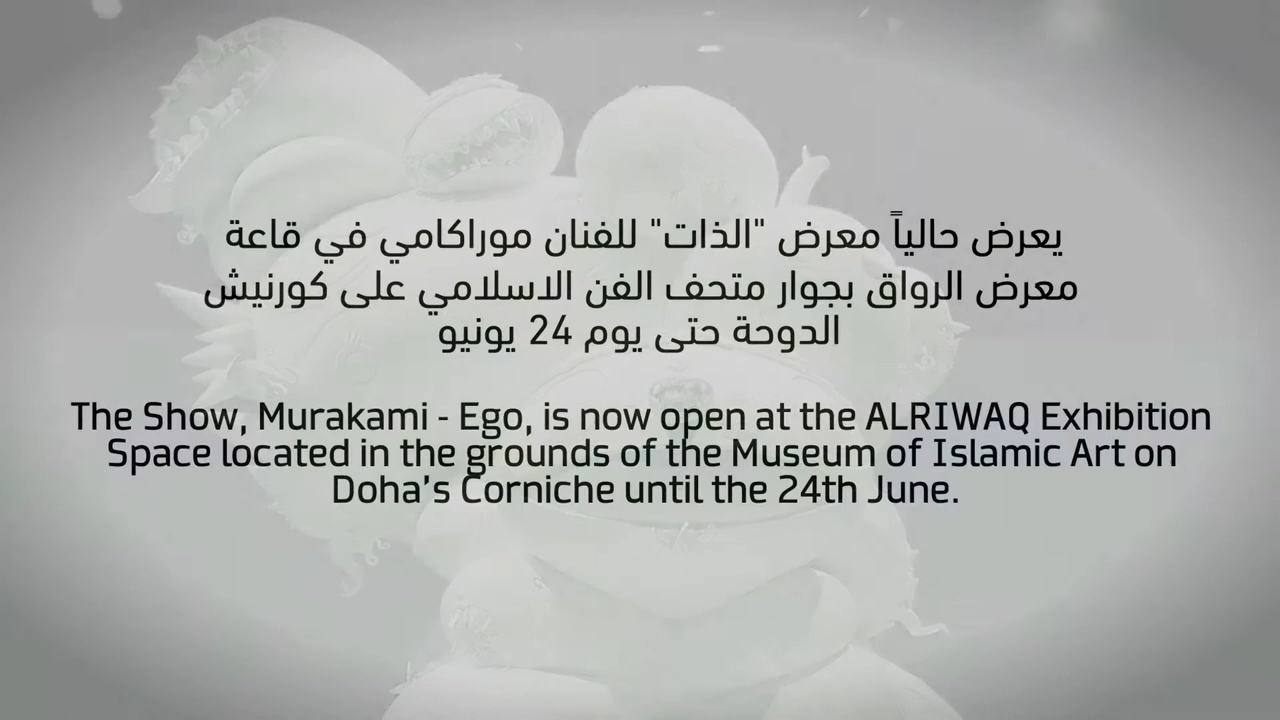 يعرض حالياً معرض "الذات" للفنان موراكامي في قاعة
معرض الرواق بجوار متحف الفن الاسلامي على كورنيش
الدوحة حتى يوم 24 يونيو
The Show, Murakami - Ego, is now open at the ALRIWAQ Exhibition
Space located in the grounds of the Museum of Islamic Art on
Doha's Corniche until the 24th June.